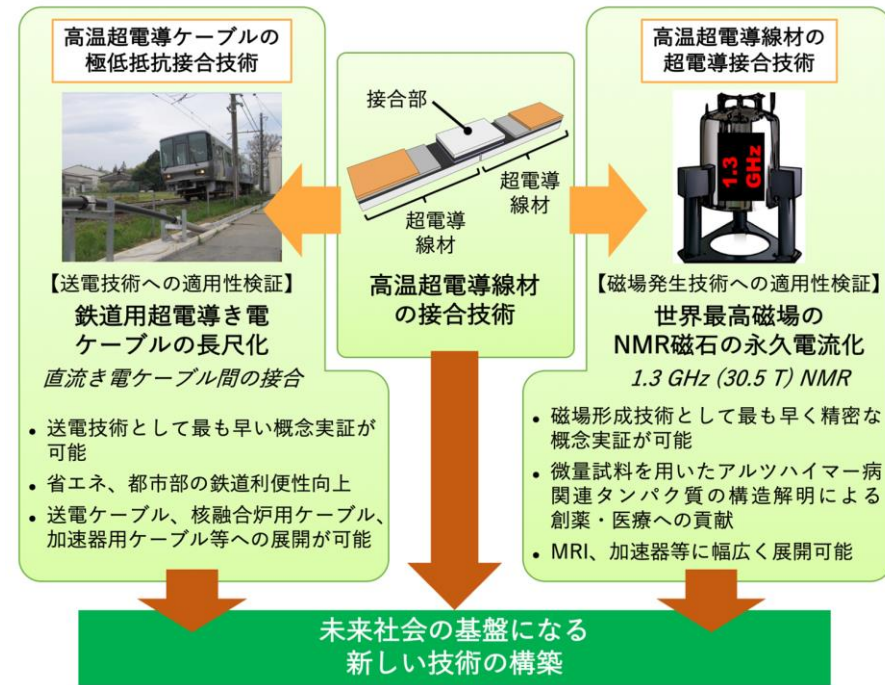 高温超電導ケーブルの
極低抵抗接合技術
【送電技術への適用性検証】
鉄道用超電導き電
ケーブルの長尺化
直流き電ケーブル間の接合
• 送電技術として最も早い概念実証が
可能
• 省エネ、都市部の鉄道利便性向上
• 送電ケーブル、核融合炉用ケーブル、
加速器用ケーブル等への展開が可能
接合部
超電導
線材
超電導
線材
高温超電導線材
の接合技術
高温超電導線材の
超電導接合技術
1.3
GHz
【磁場発生技術への適用性検証】
世界最高磁場の
NMR磁石の永久電流化
1.3 GHz (30.5 T) NMR
• 磁場形成技術として最も早く精密な
概念実証が可能
• 微量試料を用いたアルツハイマー病
関連タンパク質の構造解明による
創薬・医療への貢献
• MRI、加速器等に幅広く展開可能
未来社会の基盤になる
新しい技術の構築